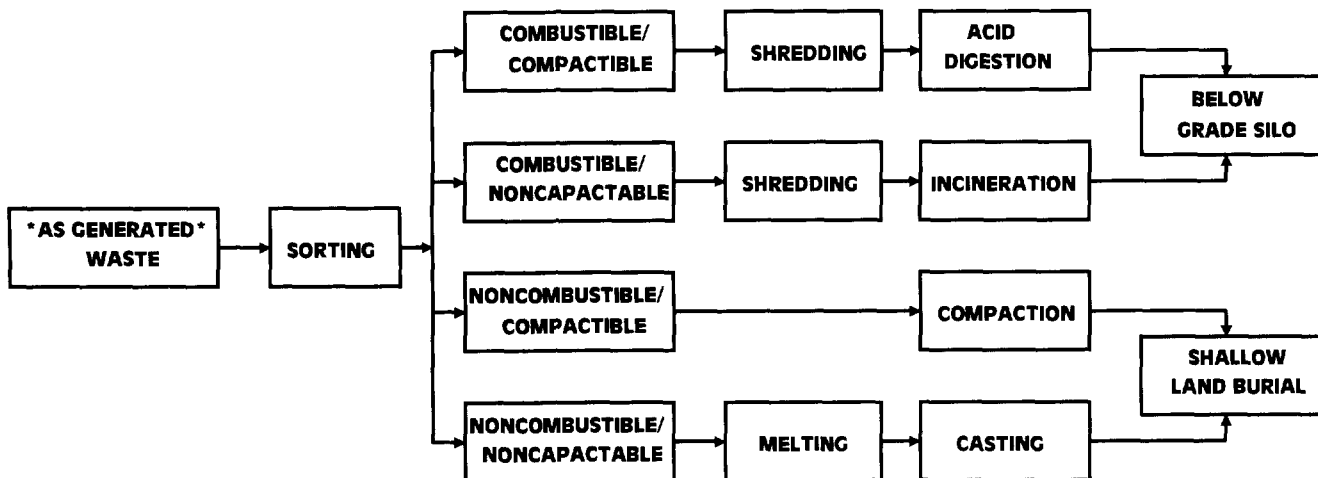 COMBUSTIBLE/
COMPACTIBLE
SHREDDING
ACID
DIGESTION
BELOW
GRADE SILO
COMBUSTIBLE/
NONCAPACTABLE
SHREDDING
INCINERATION
*AS GENERATED*
WASTE
SORTING
NONCOMBUSTIBLE/
COMPACTIBLE
COMPACTION
SHALLOW
LAND BURIAL
NONCOMBUSTIBLE/
NONCAPACTABLE
MELTING
CASTING